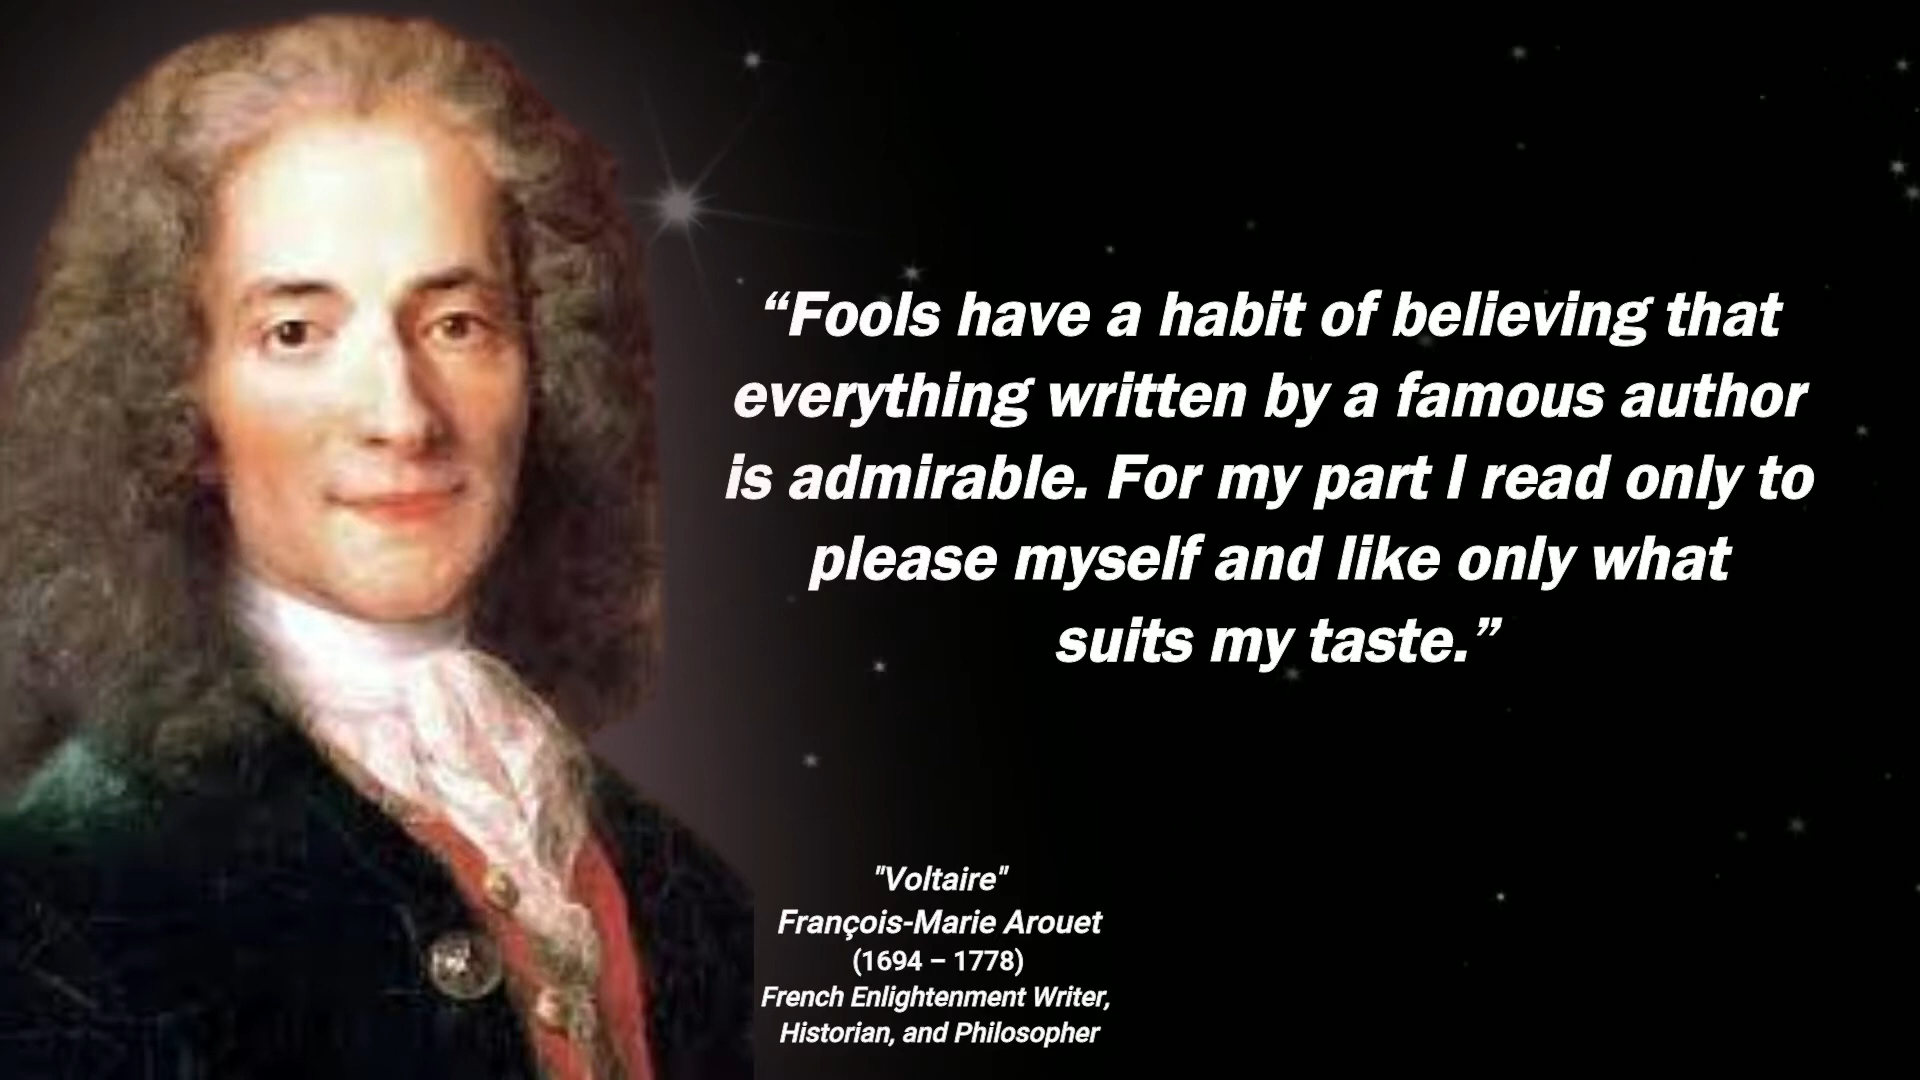 “Fools have a habit of believing that
everything written by a famous author
is admirable. For my part I read only to
please myself and like only what
suits my taste.”
"Voltaire"
François-Marie Arouet
(1694 – 1778)
French Enlightenment Writer,
Historian, and Philosopher